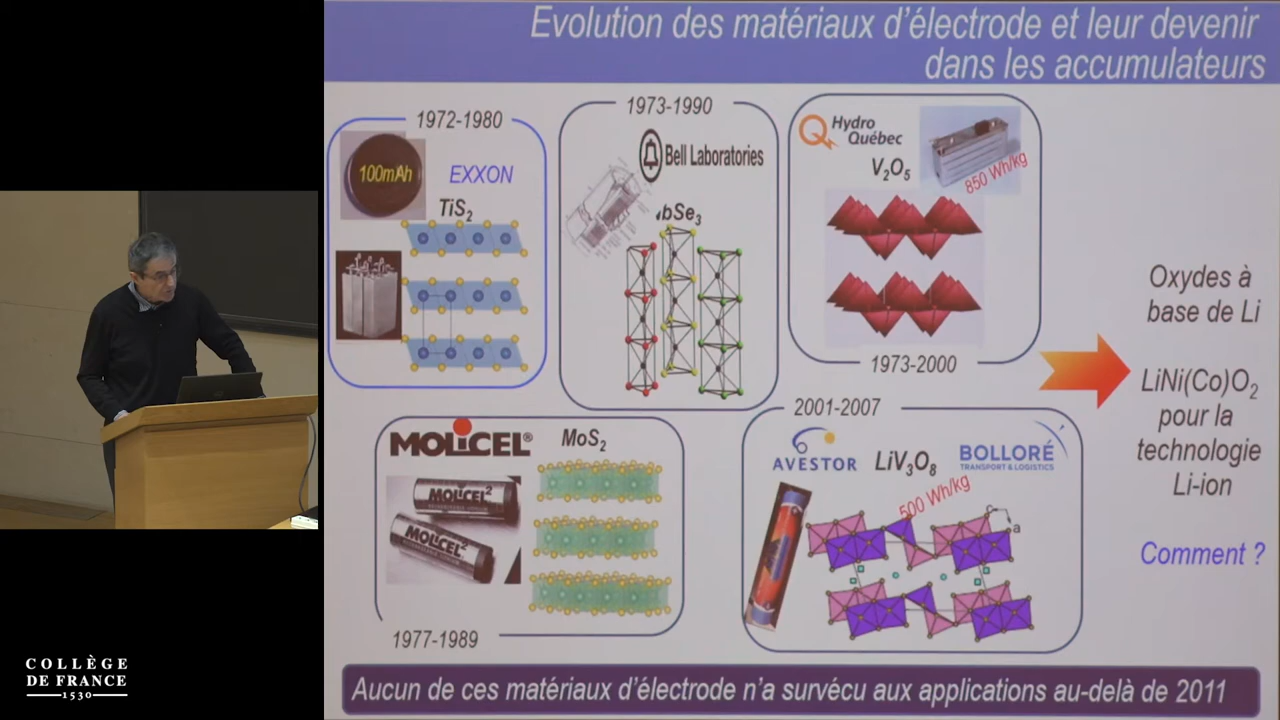 Evolution des matériaux d'électrode et leur devenir
dans les accumulateurs
1972-1980
100mAh
EXXON
TiS2
1973-1990
Bell Laboratories
bSe3
Hydro
Québec
V2O5
850 Wh/kg
1973-2000
MOLiCEL®
MoS2
MOLiCEL2
MOLiCEL2
1977-1989
2001-2007
AVESTOR
LiV3O8
BOLLORÉ
TRANSPORT & LOGISTICS
500 Wh/kg
a
Oxydes à
base de Li
LiNi(Co)O2
pour la
technologie
Li-ion
Comment ?
Aucun de ces matériaux d'électrode n'a survécu aux applications au-delà de 2011
COLLÈGE
DE FRANCE
1530